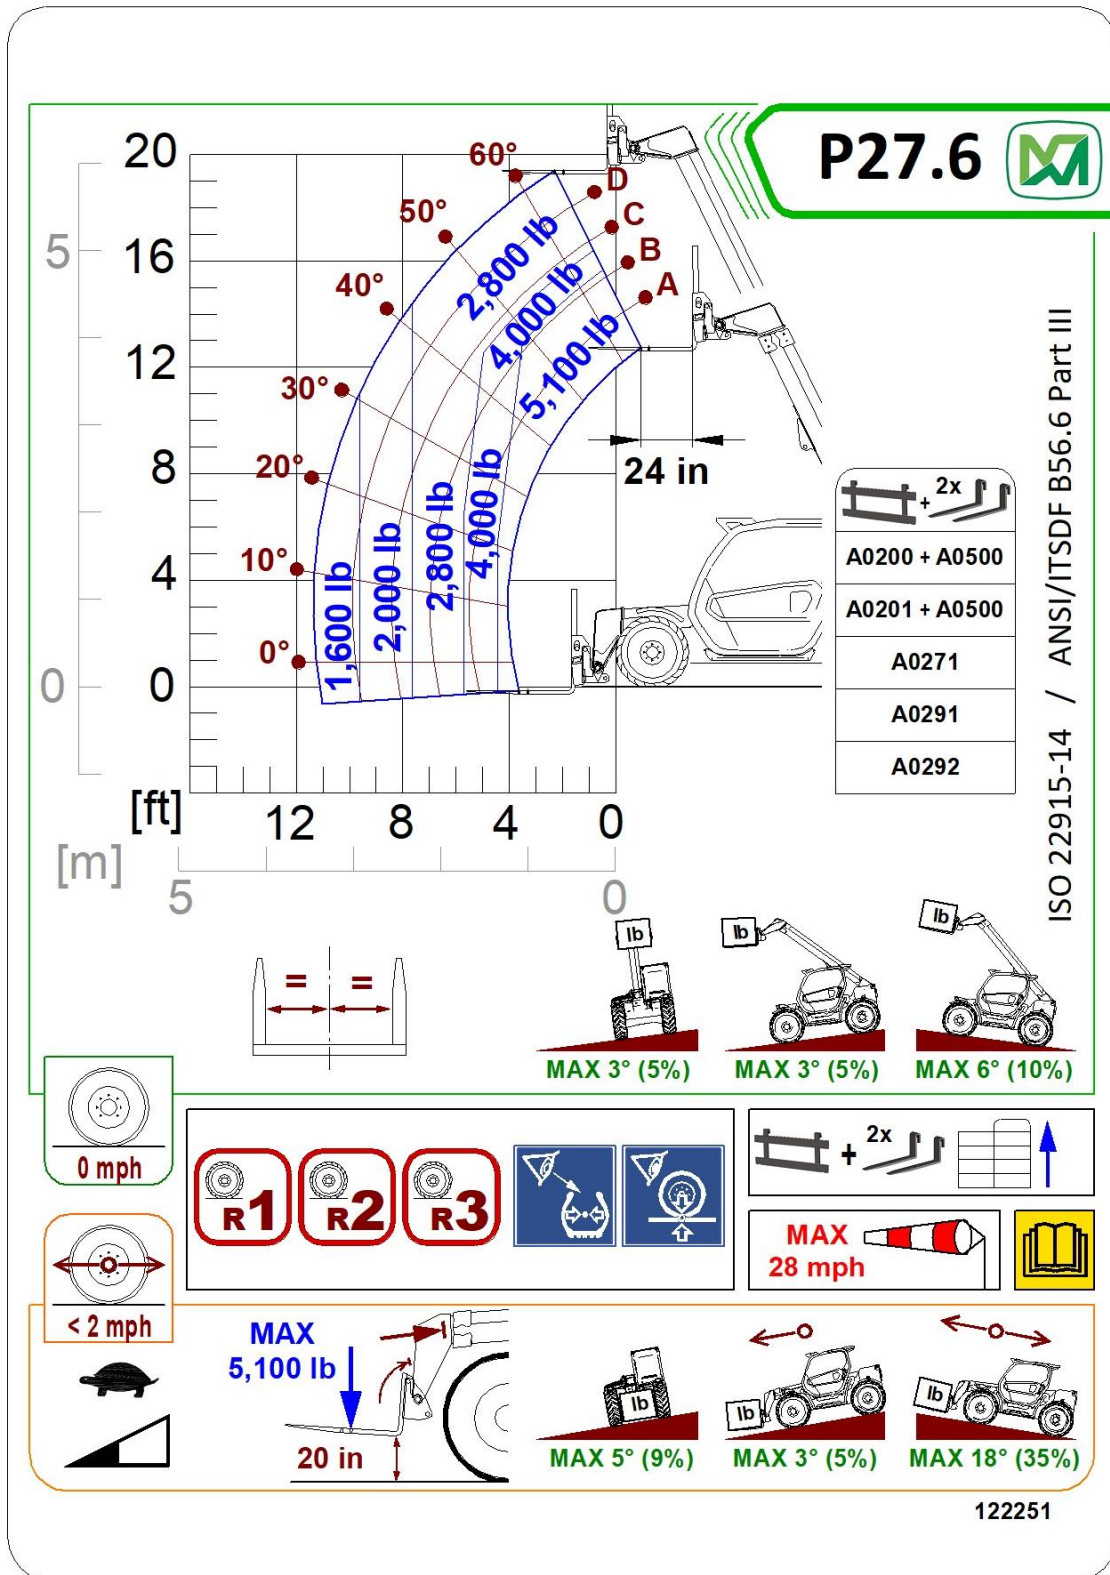 P27.6
20
16
12
8
4
0
[ft]
12
8
4
0
5
0
[m]
5
0
60°
50°
40°
30°
20°
10°
0°
D
C
B
A
2,800 lb
4,000 lb
5,100 lb
1,600 lb
2,000 lb
2,800 lb
4,000 lb
24 in
+ 2x
A0200 + A0500
A0201 + A0500
A0271
A0291
A0292
ISO 22915-14 / ANSI/ITSDF B56.6 Part III
= =
lb
lb
lb
MAX 3° (5%)
MAX 3° (5%)
MAX 6° (10%)
0 mph
R1
R2
R3
+ 2x
MAX
28 mph
< 2 mph
MAX
5,100 lb
20 in
lb
lb
lb
MAX 5° (9%)
MAX 3° (5%)
MAX 18° (35%)
122251